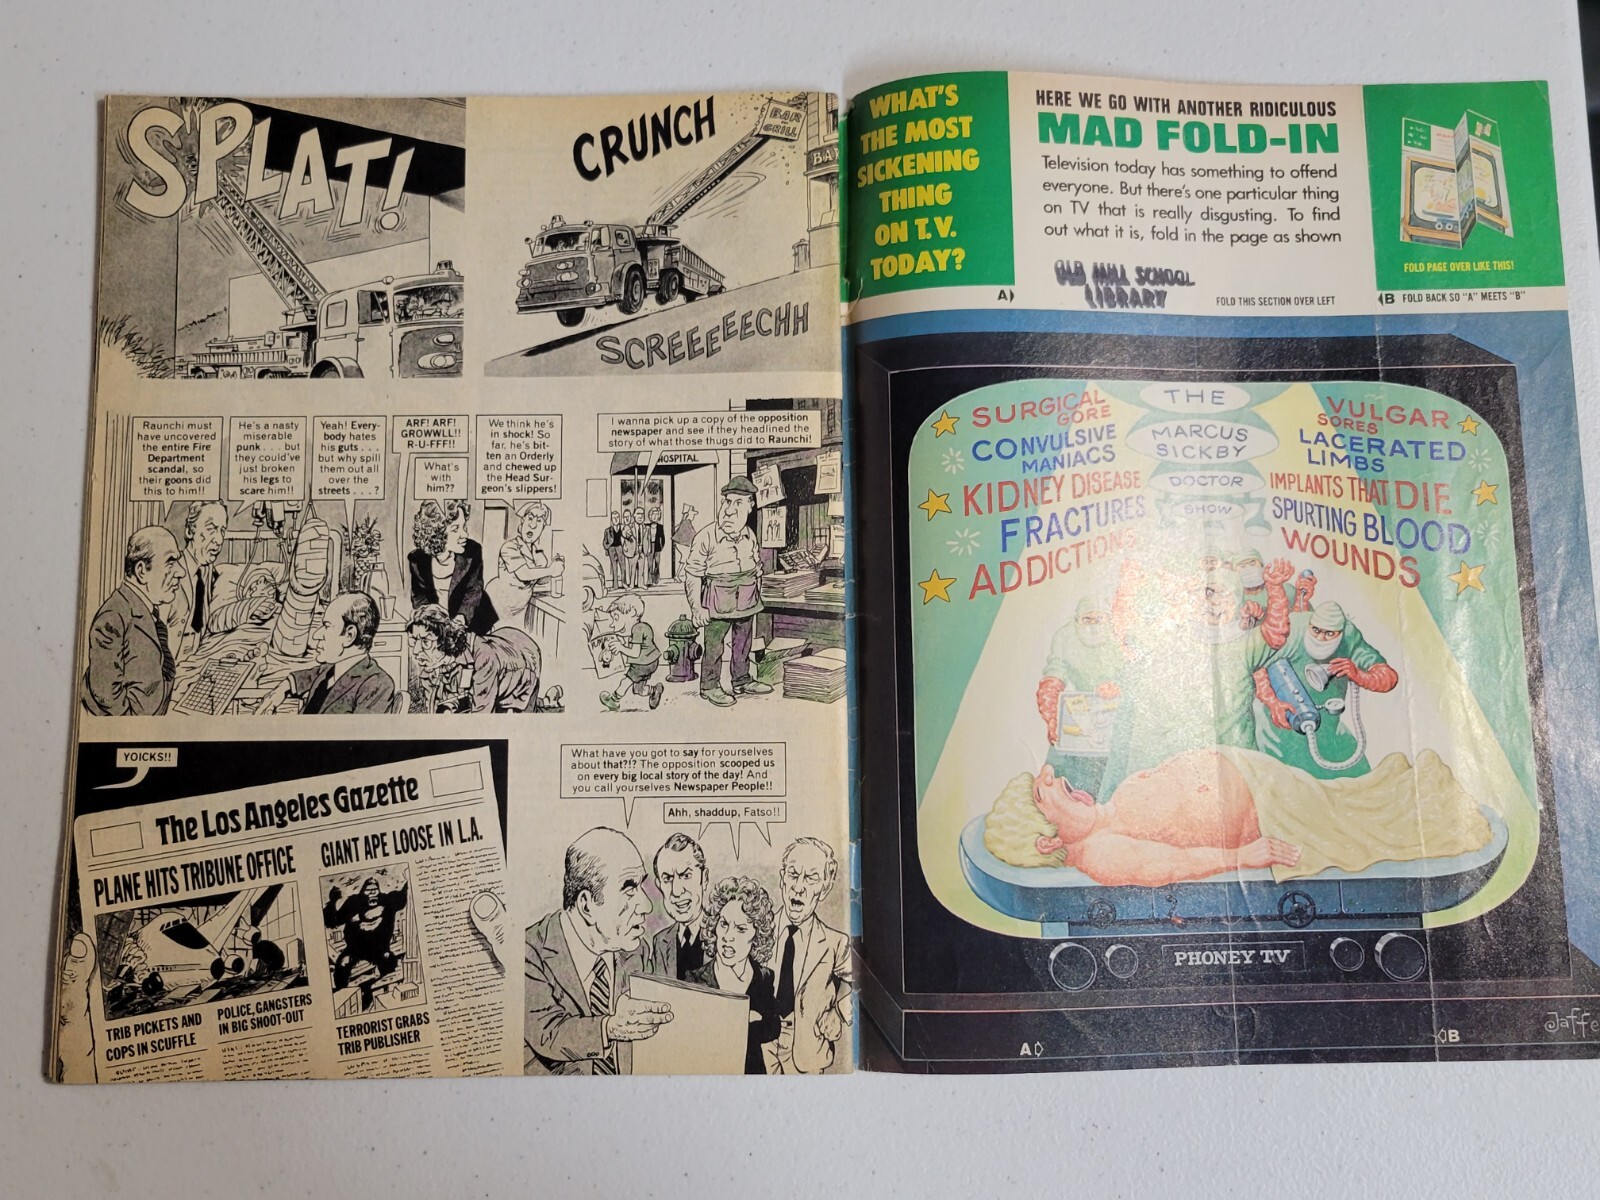 SPLAT!
BAR
GRILL
BA
CRUNCH
SCREEEEECHH
Raunchi must
have uncovered
the entire Fire
Department
scandal, so
their goons did
this to him!!
He's a nasty
miserable
punk . . . but
they could've
just broken
his legs to
scare him!!
Yeah! Every-
body hates
his guts . . .
but why spill
them out all
over the
streets . . . ?
ARF! ARF!
GROWWLL!!
R-U-FFF!!
What's
with
him??
We think he's
in shock! So
far, he's bit-
ten an Orderly
and chewed up
the Head Sur-
geon's slippers!
I wanna pick up a copy of the opposition
newspaper and see if they headlined the
story of what those thugs did to Raunchi!
HOSPITAL
TIME
YOICKS!!
The Los Angeles Gazette
PLANE HITS TRIBUNE OFFICE
GIANT APE LOOSE IN L.A.
TRIB PICKETS AND
COPS IN SCUFFLE
POLICE, GANGSTERS
IN BIG SHOOT-OUT
TERRORIST GRABS
TRIB PUBLISHER
What have you got to say for yourselves
about that?!? The opposition scooped us
on every big local story of the day! And
you call yourselves Newspaper People!!
Ahh, shaddup, Fatso!!
WHAT'S
THE MOST
SICKENING
THING
ON T.V.
TODAY?
A
HERE WE GO WITH ANOTHER RIDICULOUS
MAD FOLD-IN
Television today has something to offend
everyone. But there's one particular thing
on TV that is really disgusting. To find
out what it is, fold in the page as shown
OLD MILL SCHOOL
LIBRARY
FOLD THIS SECTION OVER LEFT
FOLD PAGE OVER LIKE THIS!
B FOLD BACK SO "A" MEETS "B"
THE
MARCUS
SICKBY
DOCTOR
SHOW
SURGICAL
GORE
CONVULSIVE
MANIACS
KIDNEY DISEASE
FRACTURES
ADDICTIONS
VULGAR
SORES
LACERATED
LIMBS
IMPLANTS THAT DIE
SPURTING BLOOD
WOUNDS
PHONEY TV
A
B
Jaffe